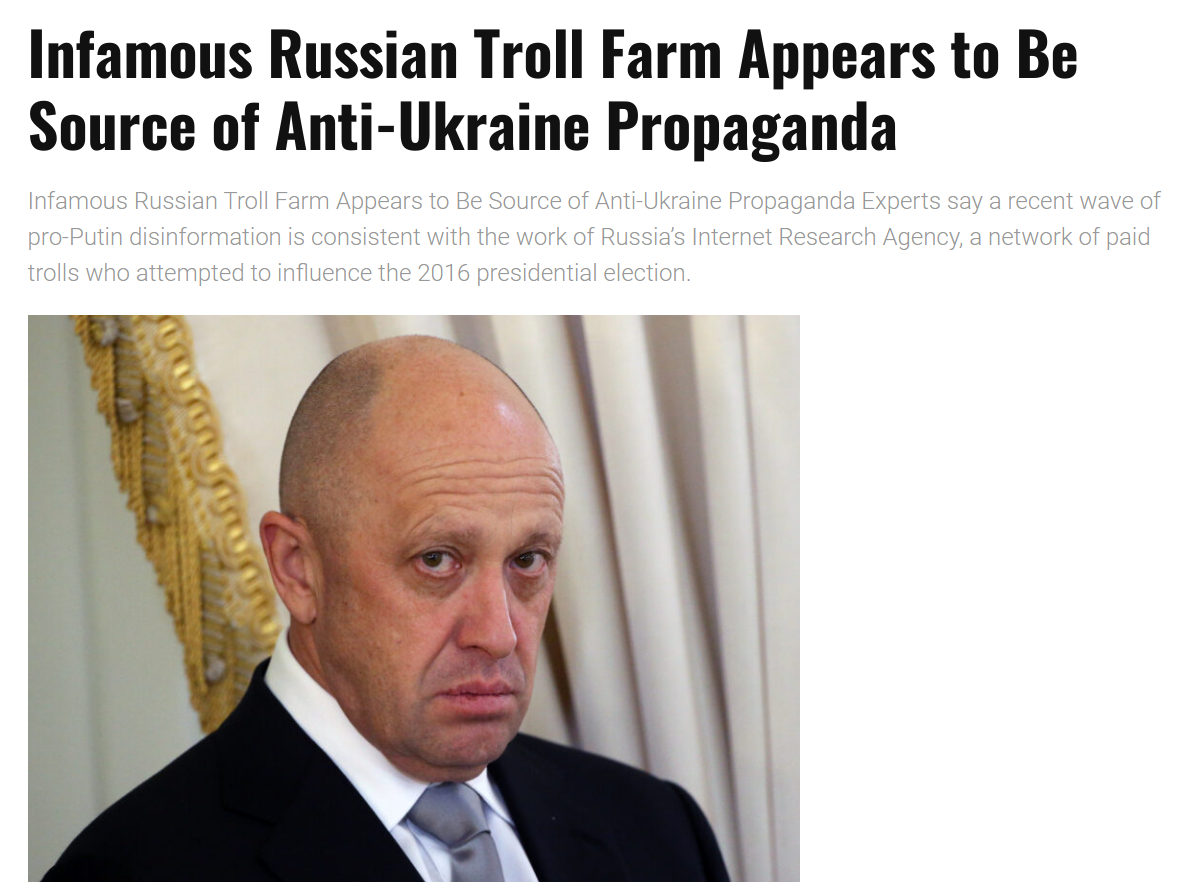 Infamous Russian Troll Farm Appears to Be
Source of Anti-Ukraine Propaganda
Infamous Russian Troll Farm Appears to Be Source of Anti-Ukraine Propaganda Experts say a recent wave of
pro-Putin disinformation is consistent with the work of Russia’s Internet Research Agency, a network of paid
trolls who attempted to influence the 2016 presidential election.